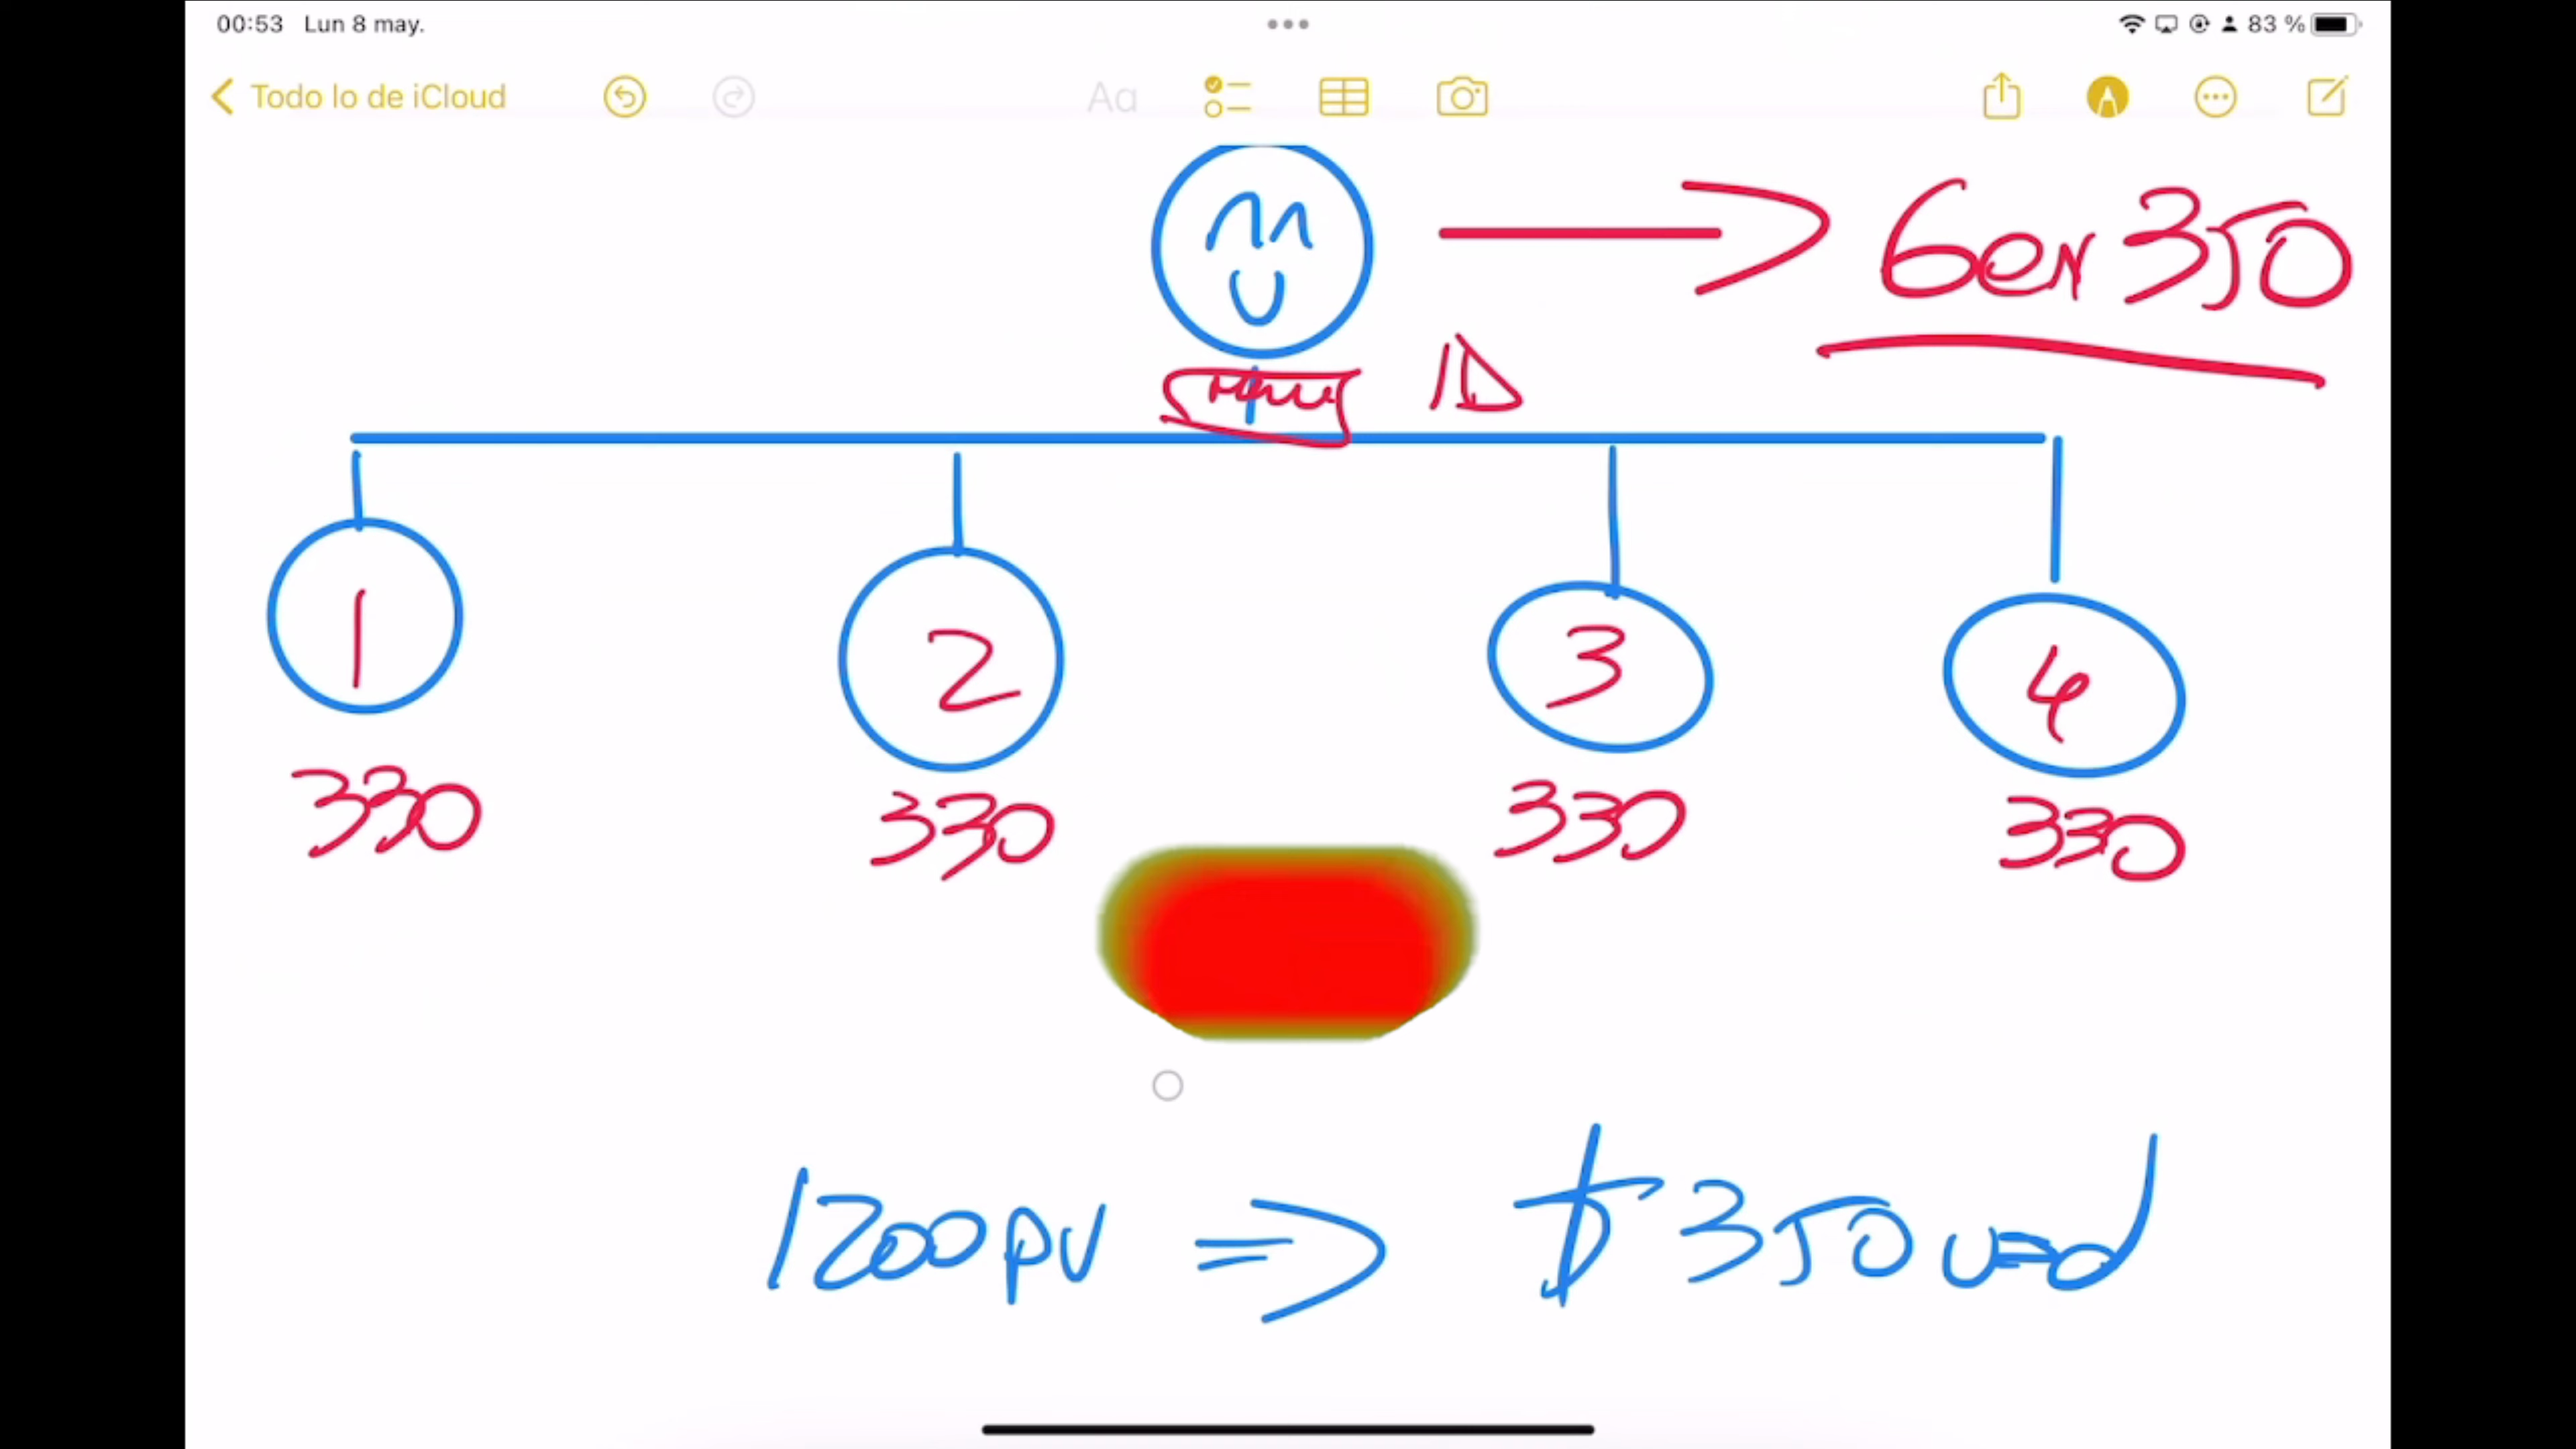 00:53 Lun 8 may. 83 %
Todo lo de iCloud Aa
Gen 350
ID
1 2 3 4
330 330 330 330
1200 pv => $350 usd